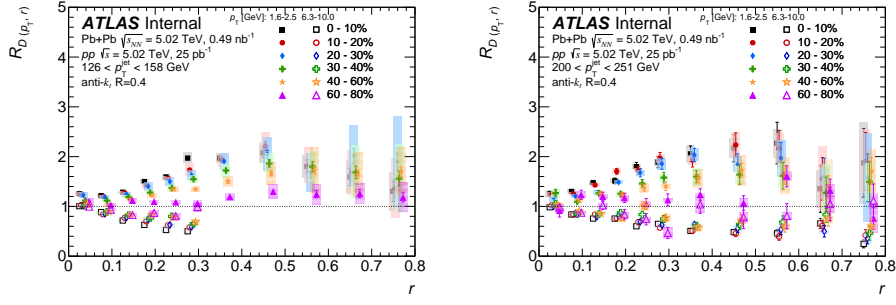 ATLAS Internal
Pb+Pb √sNN = 5.02 TeV, 0.49 nb⁻¹
pp √s = 5.02 TeV, 25 pb⁻¹
126 < pTjet < 158 GeV
anti-kt R=0.4
pT [GeV]: 1.6-2.5 6.3-10.0
0 - 10%
10 - 20%
20 - 30%
30 - 40%
40 - 60%
60 - 80%
RD (pT, r)
3
2
1
0
0 0.1 0.2 0.3 0.4 0.5 0.6 0.7 0.8
r
ATLAS Internal
Pb+Pb √sNN = 5.02 TeV, 0.49 nb⁻¹
pp √s = 5.02 TeV, 25 pb⁻¹
200 < pTjet < 251 GeV
anti-kt R=0.4
pT [GeV]: 1.6-2.5 6.3-10.0
0 - 10%
10 - 20%
20 - 30%
30 - 40%
40 - 60%
60 - 80%
RD (pT, r)
3
2
1
0
0 0.1 0.2 0.3 0.4 0.5 0.6 0.7 0.8
r